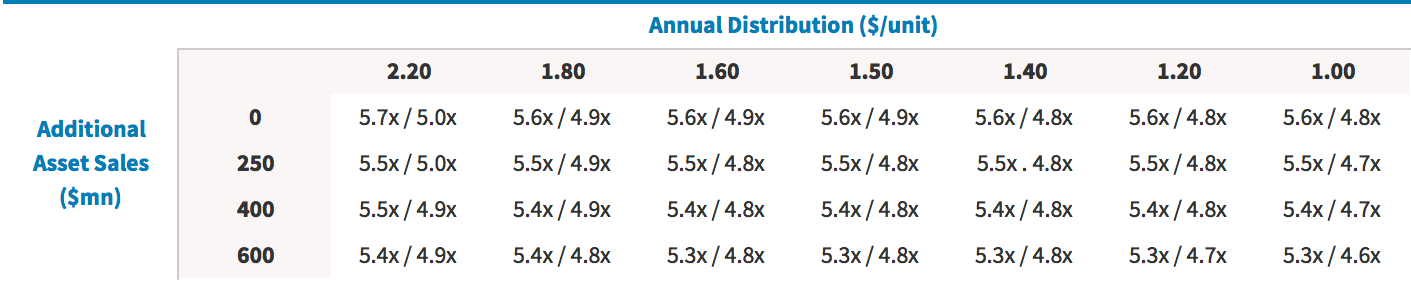 Annual Distribution ($/unit)
2.20 1.80 1.60 1.50 1.40 1.20 1.00
Additional
Asset Sales
($mn)
0 5.7x / 5.0x 5.6x / 4.9x 5.6x / 4.9x 5.6x / 4.9x 5.6x / 4.8x 5.6x / 4.8x 5.6x / 4.8x
250 5.5x / 5.0x 5.5x / 4.9x 5.5x / 4.8x 5.5x / 4.8x 5.5x . 4.8x 5.5x / 4.8x 5.5x / 4.7x
400 5.5x / 4.9x 5.4x / 4.9x 5.4x / 4.8x 5.4x / 4.8x 5.4x / 4.8x 5.4x / 4.8x 5.4x / 4.7x
600 5.4x / 4.9x 5.4x / 4.8x 5.3x / 4.8x 5.3x / 4.8x 5.3x / 4.8x 5.3x / 4.7x 5.3x / 4.6x